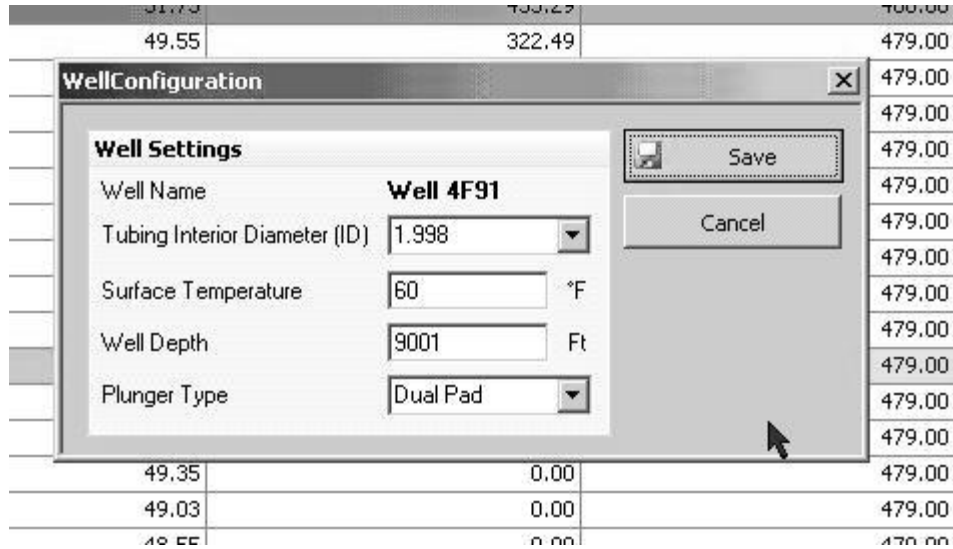 49.55 322.49 479.00
WellConfiguration
479.00
479.00
Well Settings
Save
479.00
Well Name Well 4F91
479.00
Tubing Interior Diameter (ID) 1.998
Cancel
479.00
479.00
Surface Temperature 60 °F
479.00
Well Depth 9001 Ft
479.00
479.00
Plunger Type Dual Pad
479.00
479.00
49.35 0.00 479.00
49.03 0.00 479.00